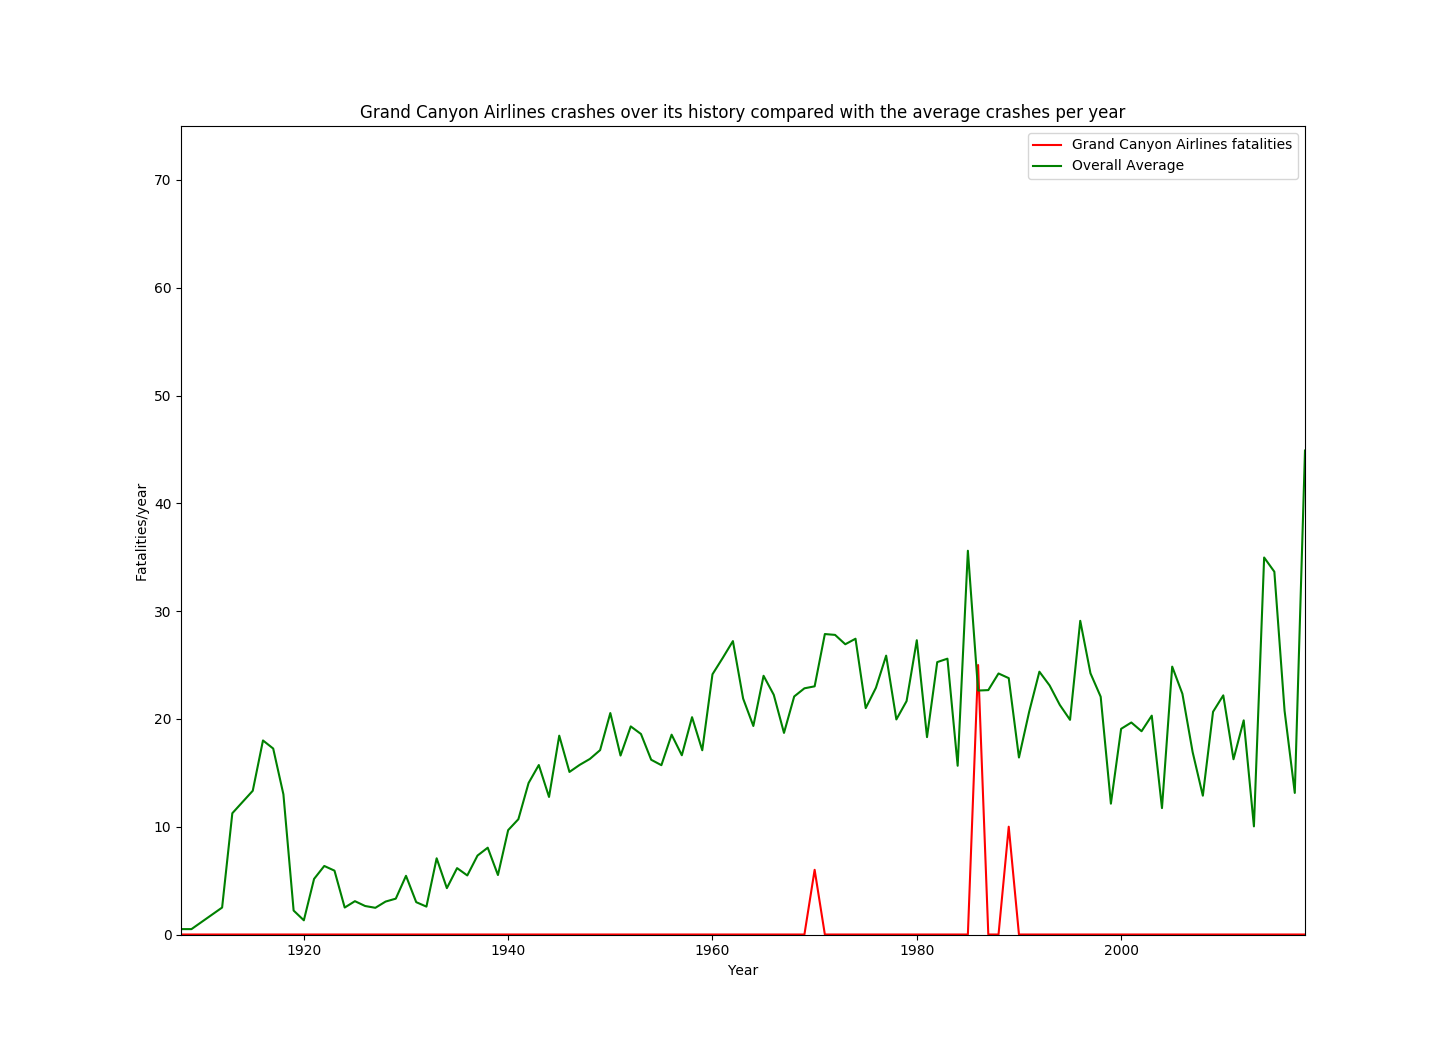 Grand Canyon Airlines crashes over its history compared with the average crashes per year
Grand Canyon Airlines fatalities
Overall Average
70
60
50
40
30
20
10
0
Fatalities/year
1920 1940 1960 1980 2000
Year